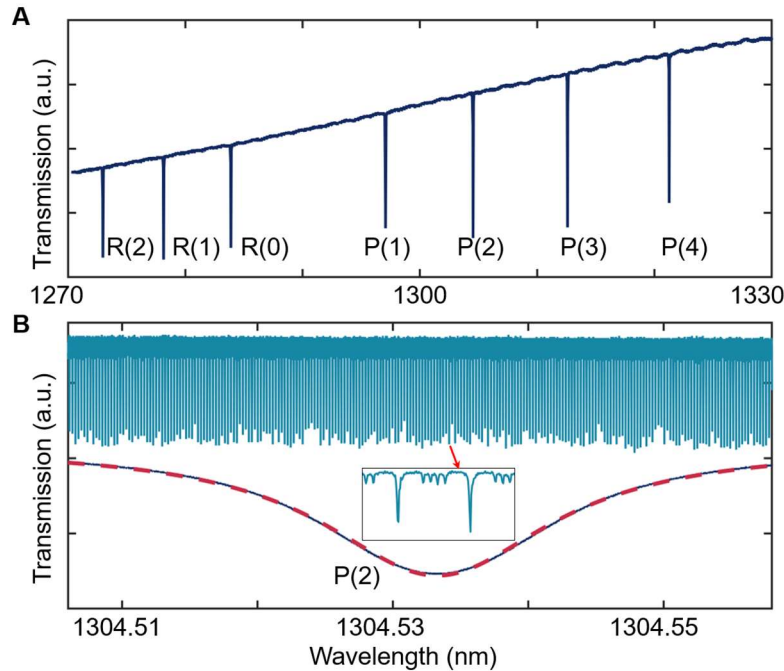 A
Transmission (a.u.)
R(2) R(1) R(0) P(1) P(2) P(3) P(4)
1270 1300 1330
B
Transmission (a.u.)
P(2)
1304.51 1304.53 1304.55
Wavelength (nm)